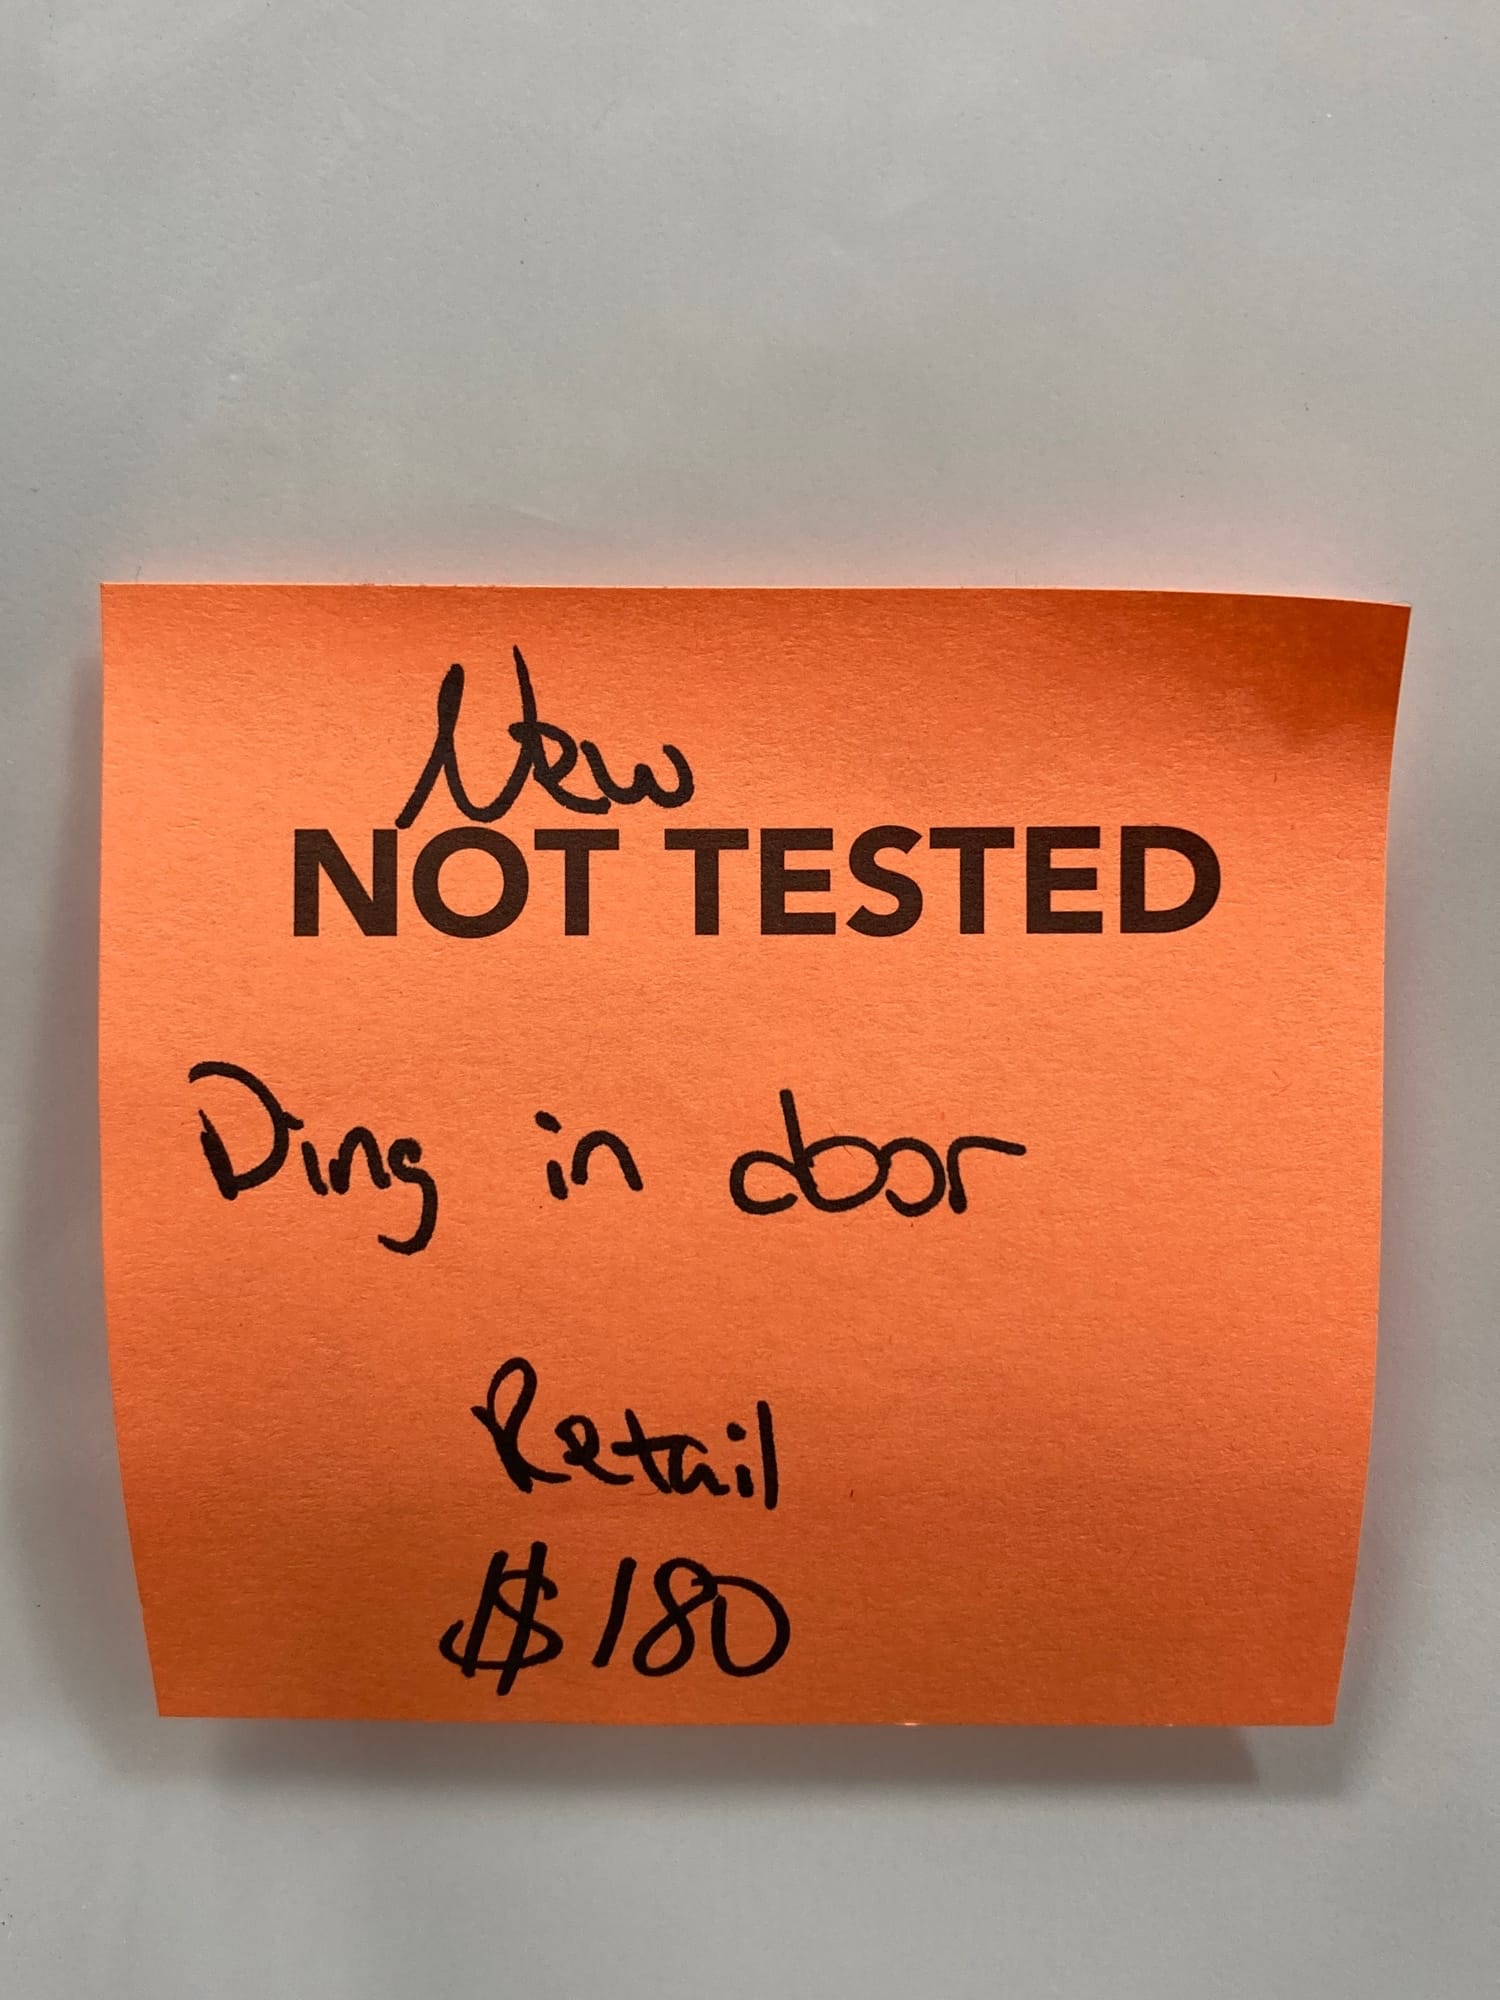 New
NOT TESTED
Ding in door
Retail
$180